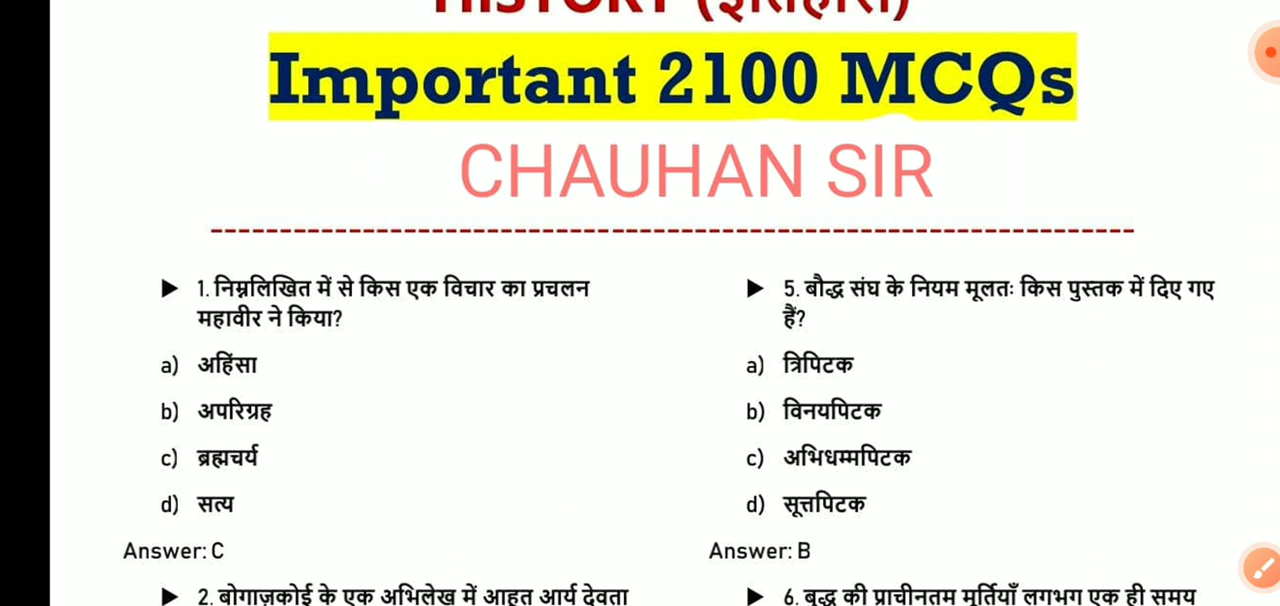 HISTORY (इतिहास)
Important 2100 MCQs
CHAUHAN SIR
1. निम्नलिखित में से किस एक विचार का प्रचलन
महावीर ने किया?
a) अहिंसा
b) अपरिग्रह
c) ब्रह्मचर्य
d) सत्य
Answer: C
2. बोगाज़कोई के एक अभिलेख में आहत आर्य देवता
5. बौद्ध संघ के नियम मूलतः किस पुस्तक में दिए गए
हैं?
a) त्रिपिटक
b) विनयपिटक
c) अभिधम्मपिटक
d) सूत्तपिटक
Answer: B
6. बुद्ध की प्राचीनतम मूर्तियाँ लगभग एक ही समय